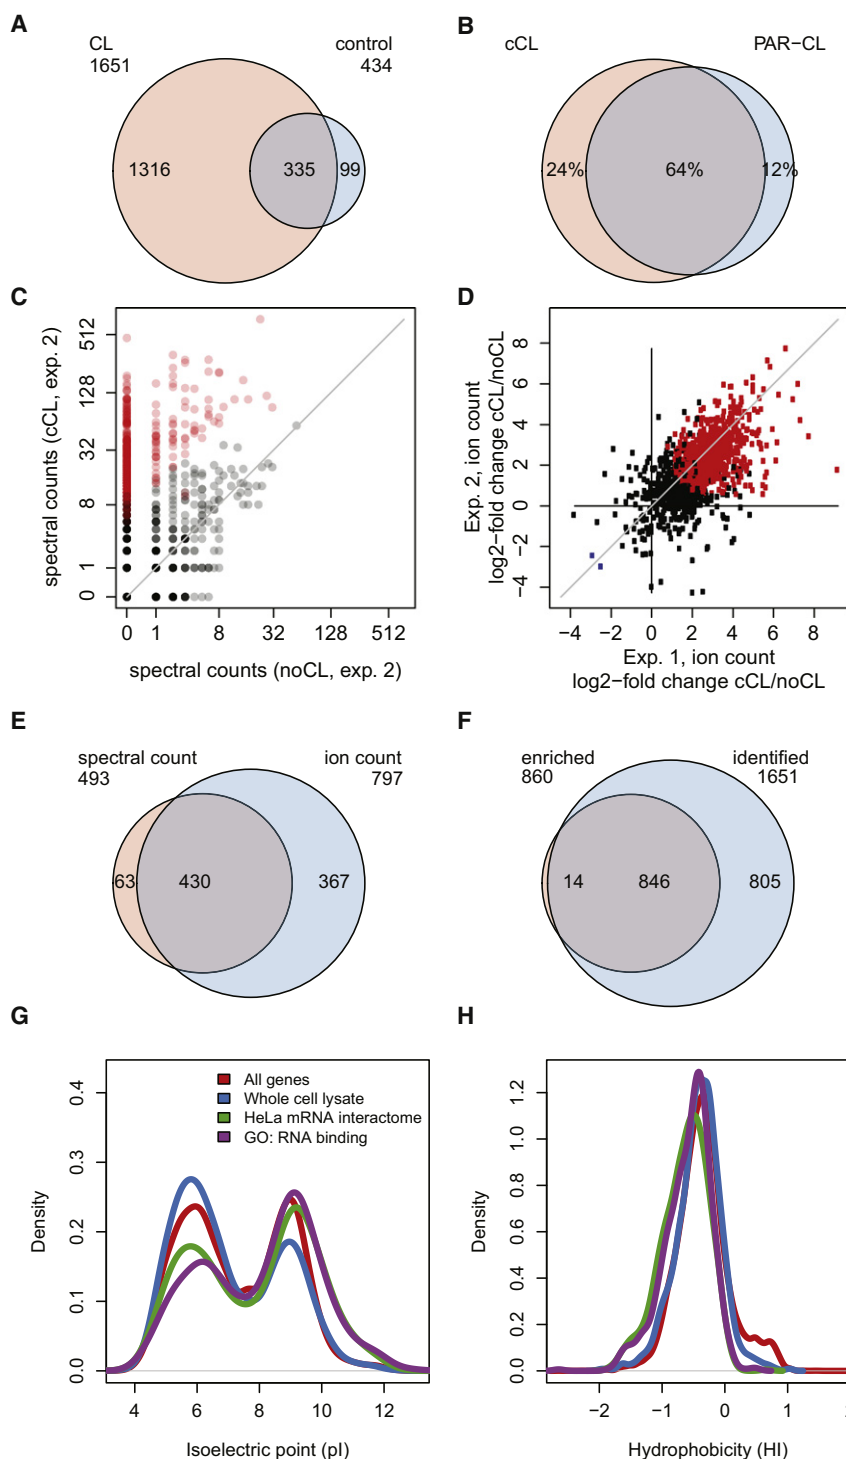 A
CL
1651
control
434
1316
335
99
B
cCL
PAR−CL
24%
64%
12%
C
spectral counts (cCL, exp. 2)
512
128
32
8
1
0
0
1
8
32
128
512
spectral counts (noCL, exp. 2)
D
Exp. 2, ion count
log2−fold change cCL/noCL
8
6
4
2
0
−2
−4
−4
−2
0
2
4
6
8
Exp. 1, ion count
log2−fold change cCL/noCL
E
spectral count
493
ion count
797
63
430
367
F
enriched
860
identified
1651
14
846
805
G
Density
0.4
0.3
0.2
0.1
0.0
All genes
Whole cell lysate
HeLa mRNA interactome
GO: RNA binding
4
6
8
10
12
Isoelectric point (pI)
H
Density
1.2
1.0
0.8
0.6
0.4
0.2
0.0
−2
−1
0
1
2
Hydrophobicity (HI)